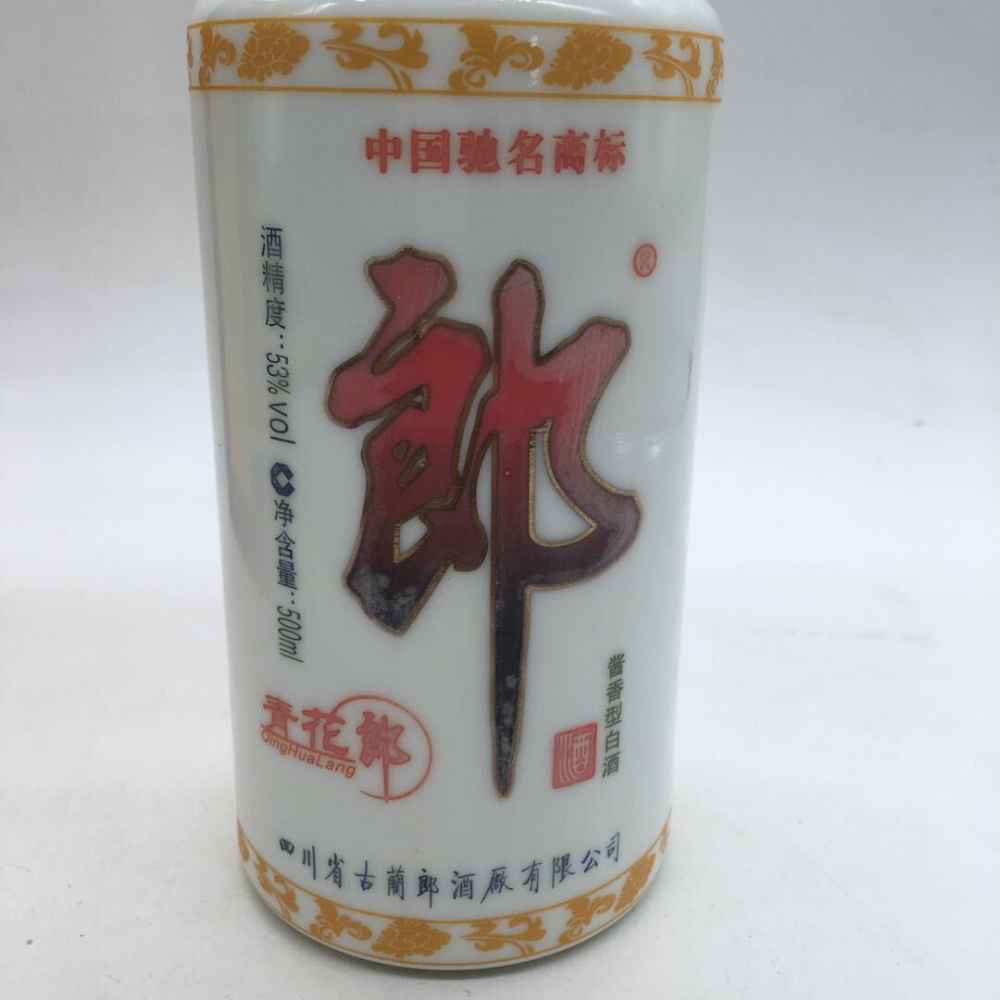 中国驰名商标
郎
酒精度：53%vol
净含量：500ml
青花郎
QingHuaLang
酱香型白酒
酒
四川省古蔺郎酒厰有限公司